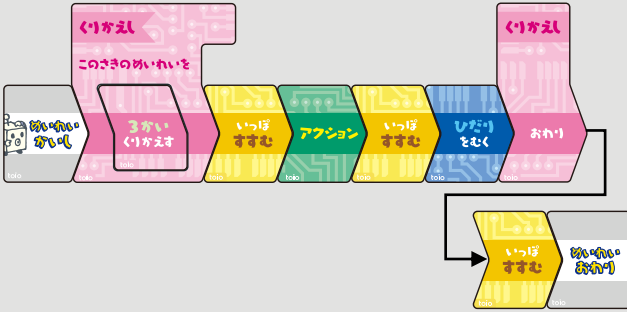 くりかえし
このさきのめいれいを
くりかえし
めいれい
かいし
3かい
くりかえす
いっぽ
すすむ
アクション
いっぽ
すすむ
ひだり
をむく
おわり
toio
toio
toio
toio
toio
toio
toio
toio
いっぽ
すすむ
めいれい
おわり
toio
toio